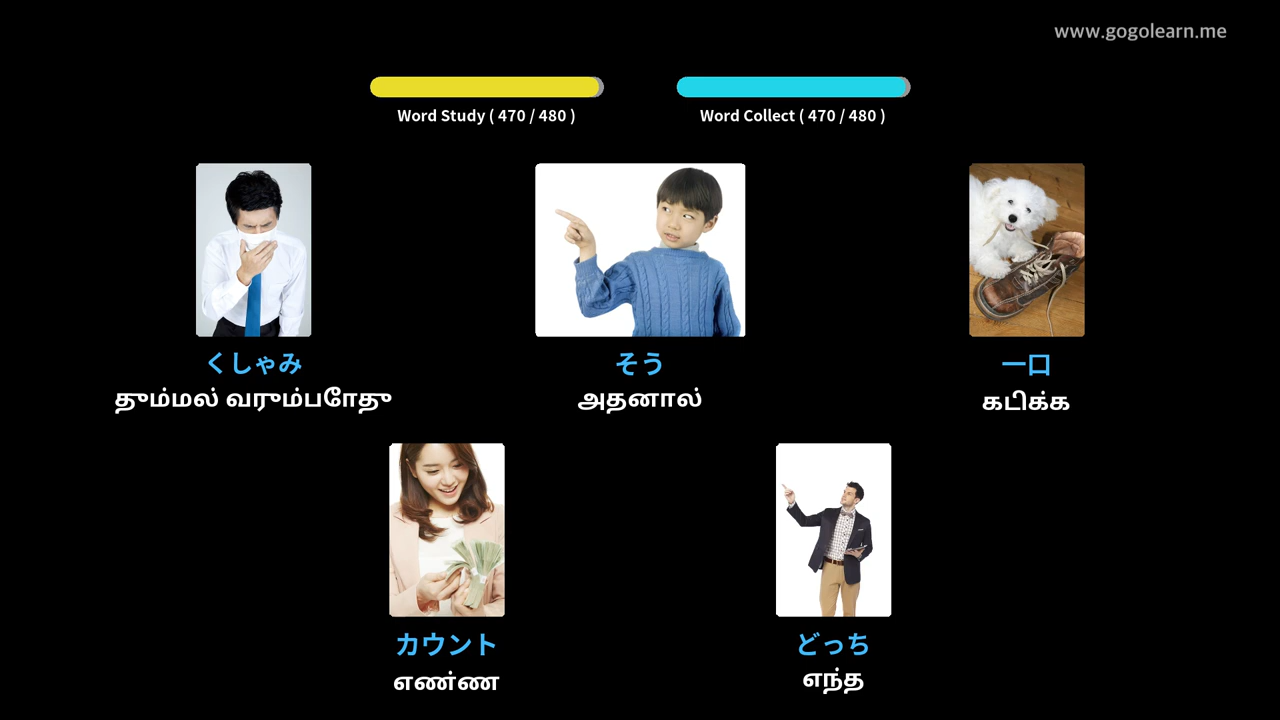 www.gogolearn.me
Word Study ( 470 / 480 )
Word Collect ( 470 / 480 )
くしゃみ
தும்மல் வரும்போது
そう
அதனால்
一口
கடிக்க
カウント
எண்ண
どっち
எந்த